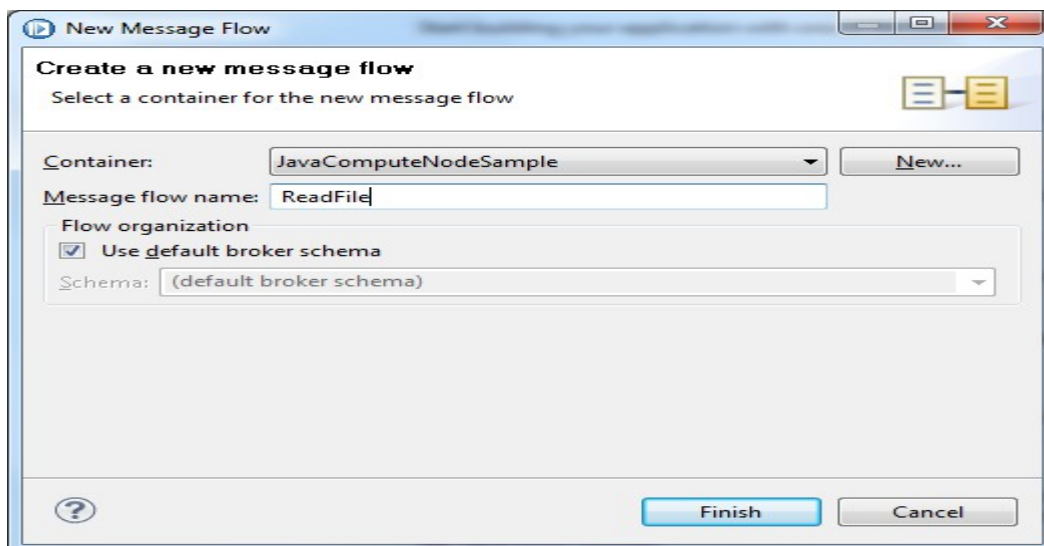 New Message Flow
Create a new message flow
Select a container for the new message flow
Container: JavaComputeNodeSample New...
Message flow name: ReadFile
Flow organization
Use default broker schema
Schema: (default broker schema)
?
Finish Cancel